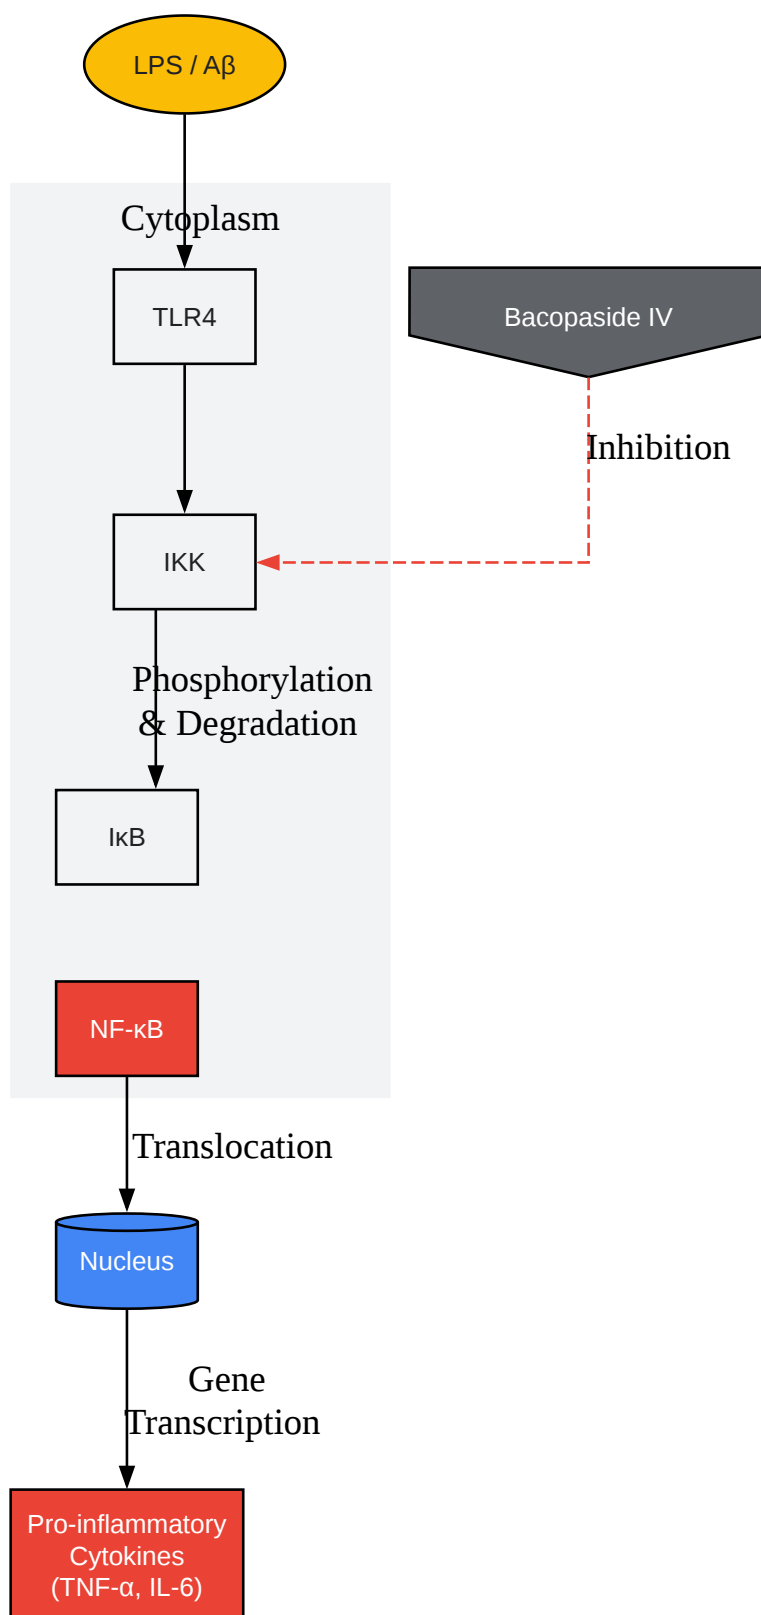 LPS / Aβ
Cytoplasm
TLR4
Bacopaside IV
Inhibition
IKK
Phosphorylation
& Degradation
IκB
NF-κB
Translocation
Nucleus
Gene
Transcription
Pro-inflammatory
Cytokines
(TNF-α, IL-6)